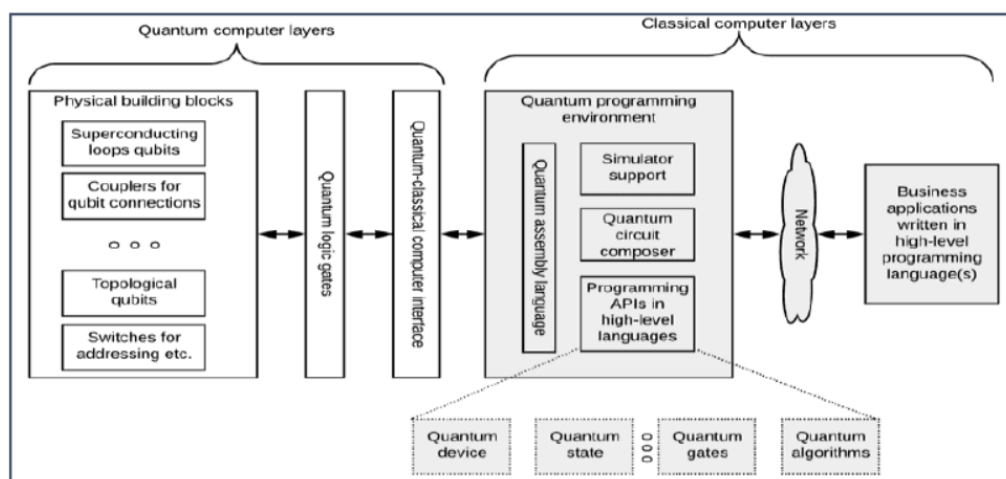 Quantum computer layers
Classical computer layers
Physical building blocks
Superconducting
loops qubits
Couplers for
qubit connections
Topological
qubits
Switches for
addressing etc.
Quantum logic gates
Quantum-classical computer interface
Quantum programming
environment
Quantum assembly language
Simulator
support
Quantum
circuit
composer
Programming
APIs in
high-level
languages
Network
Business
applications
written in
high-level
programming
language(s)
Quantum
device
Quantum
state
Quantum
gates
Quantum
algorithms